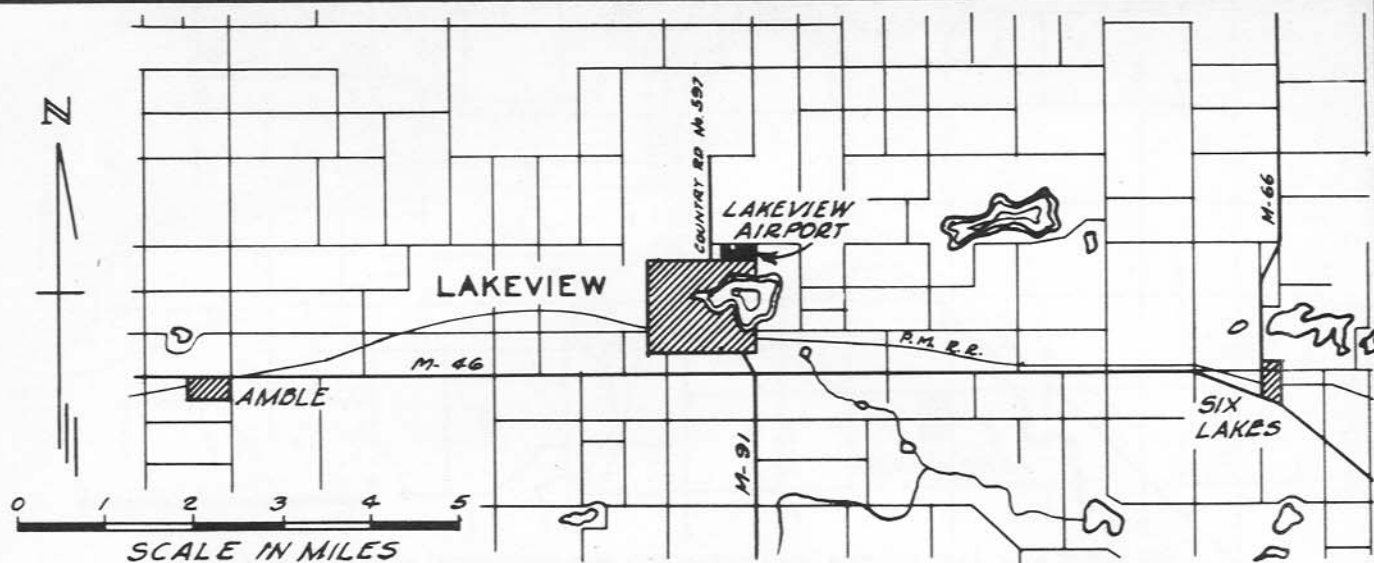 N
COUNTRY RD No. 597
M-66
LAKEVIEW
AIRPORT
LAKEVIEW
P.M. R.R.
M-46
AMBLE
SIX
LAKES
M-91
0 1 2 3 4 5
SCALE IN MILES